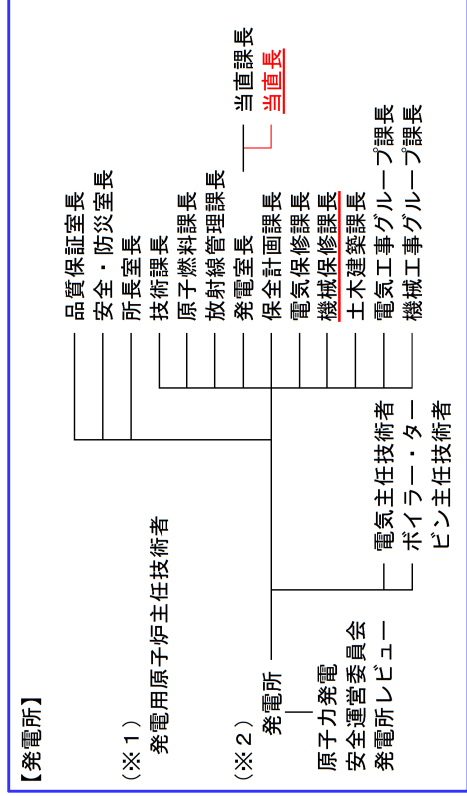 【発電所】
(※1)
発電用原子炉主任技術者
(※2)
発電所
原子力発電
安全運営委員会
発電所レビュー
電気主任技術者
ボイラー・ター
ビン主任技術者
品質保証室長
安全・防災室長
所長室長
技術課長
原子燃料課長
放射線管理課長
発電室長
当直課長
当直長
保全計画課長
電気保修課長
機械保修課長
土木建築課長
電気工事グループ課長
機械工事グループ課長